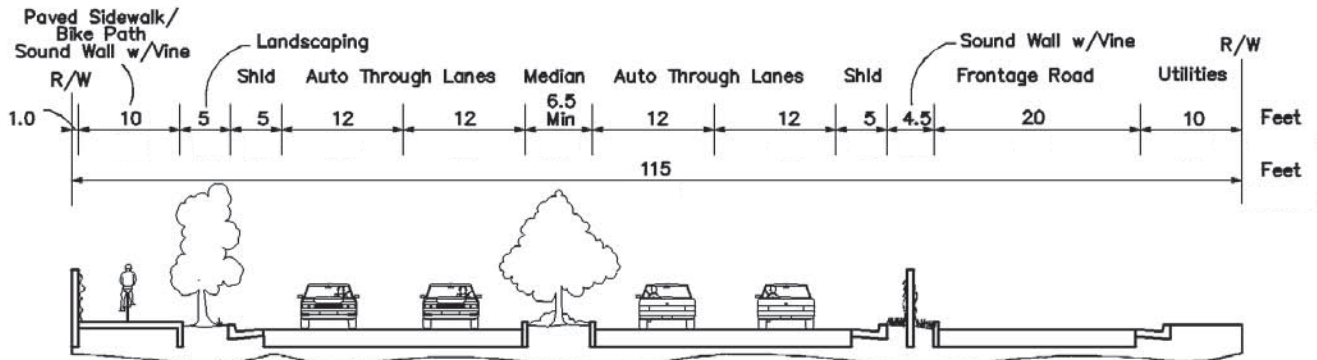 Paved Sidewalk/
Bike Path
Sound Wall w/Vine
Landscaping
Sound Wall w/Vine
R/W
R/W
Shld Auto Through Lanes Median Auto Through Lanes Shld Frontage Road Utilities
6.5
Min
1.0 10 5 5 12 12 12 12 5 4.5 20 10 Feet
115 Feet